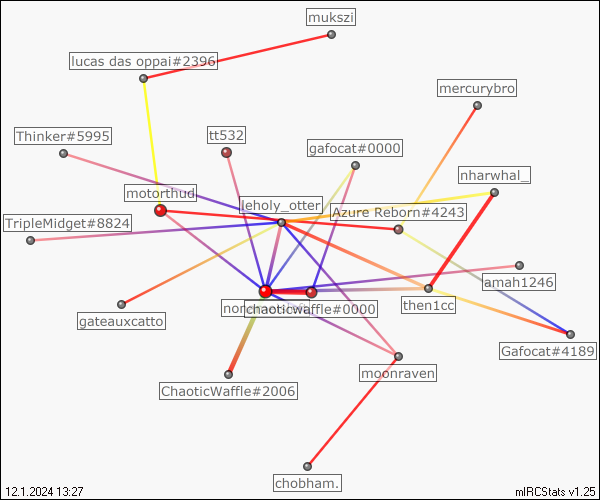 mukszi
lucas das oppai#2396
mercurybro
Thinker#5995
tt532
gafocat#0000
nharwhal_
motorthud
leholy_otter
Azure Reborn#4243
TripleMidget#8824
amah1246
chaoticwaffle#0000
then1cc
gateauxcatto
Gafocat#4189
moonraven
ChaoticWaffle#2006
chobham.
12.1.2024 13:27
mIRCStats v1.25